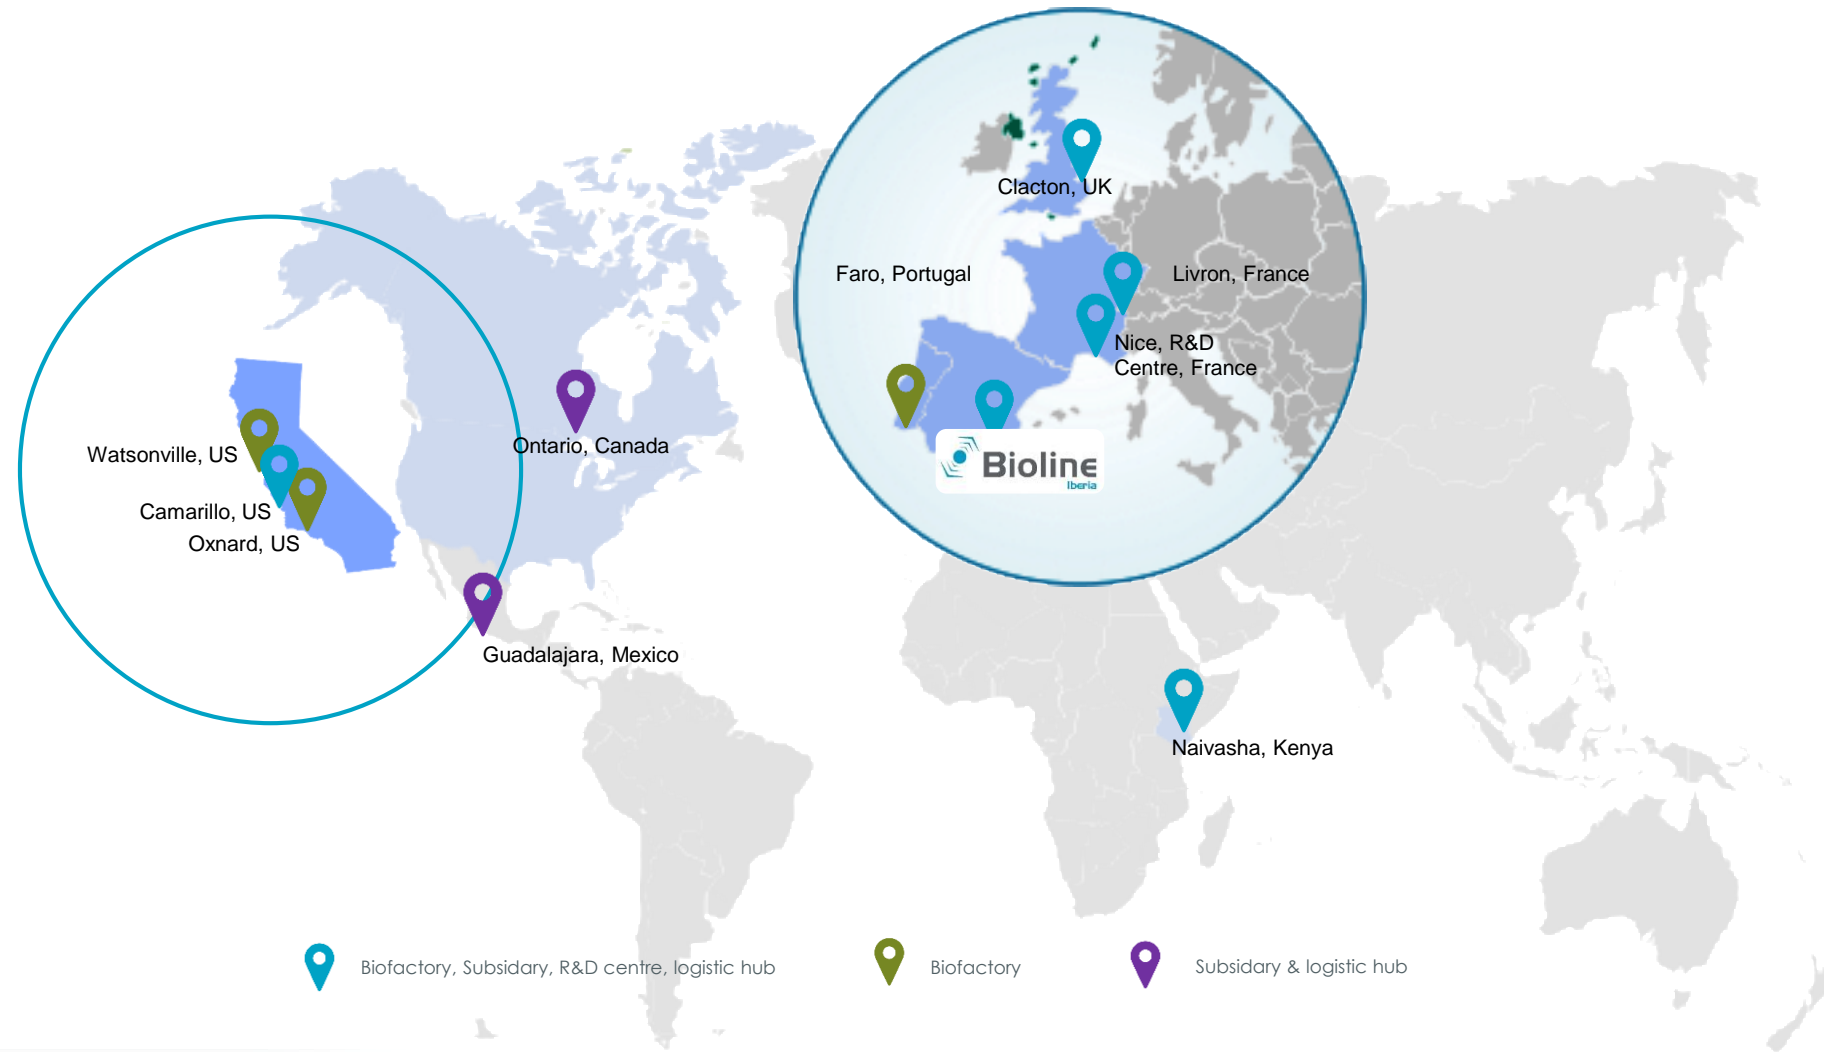 Clacton, UK
Faro, Portugal
Livron, France
Nice, R&D
Centre, France
Watsonville, US
Ontario, Canada
Bioline
Iberia
Camarillo, US
Oxnard, US
Guadalajara, Mexico
Naivasha, Kenya
Biofactory, Subsidary, R&D centre, logistic hub
Biofactory
Subsidary & logistic hub